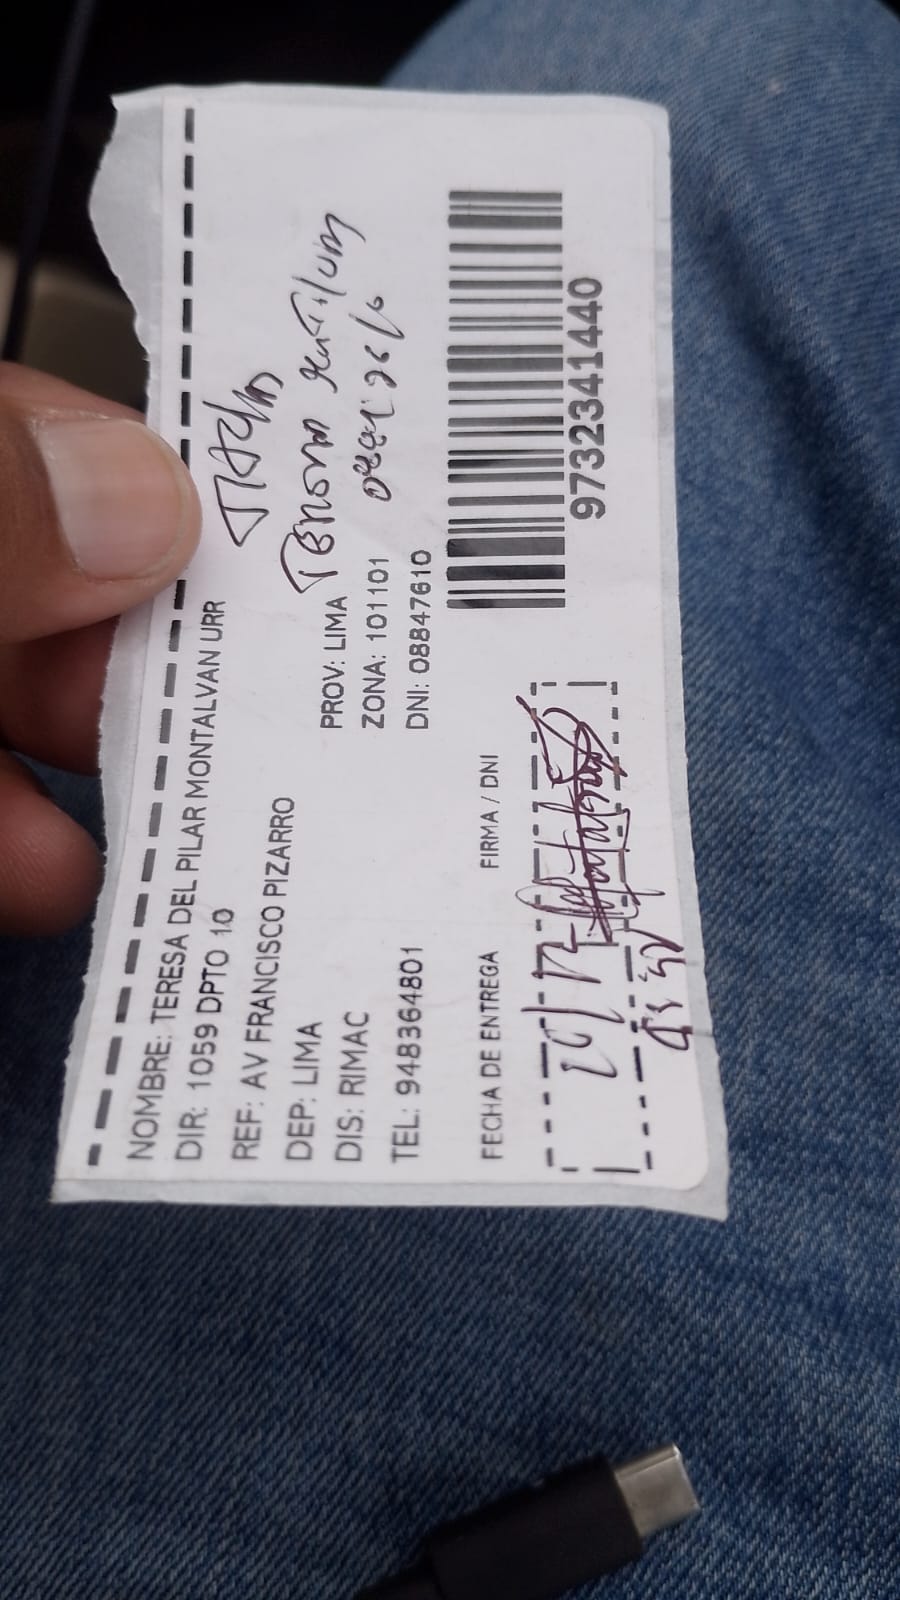 NOMBRE: TERESA DEL PILAR MONTALVAN URR
DIR: 1059 DPTO 10
REF: AV FRANCISCO PIZARRO
DEP: LIMA
PROV: LIMA
DIS: RIMAC
ZONA: 101101
TEL: 948364801
DNI: 08847610
FECHA DE ENTREGA
FIRMA / DNI
9732341440